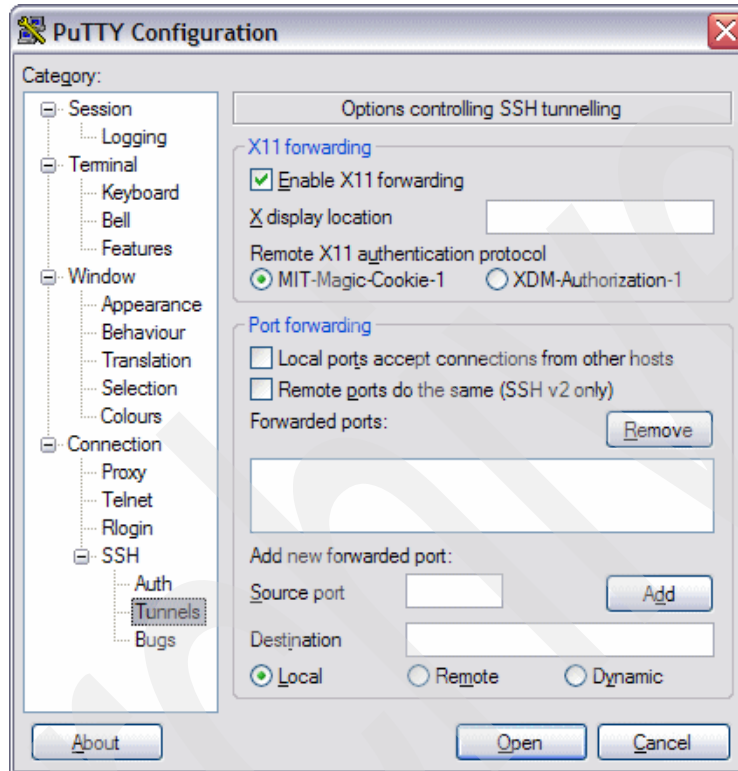 PuTTY Configuration
Category:
Session
Logging
Terminal
Keyboard
Bell
Features
Window
Appearance
Behaviour
Translation
Selection
Colours
Connection
Proxy
Telnet
Rlogin
SSH
Auth
Tunnels
Bugs
Options controlling SSH tunnelling
X11 forwarding
Enable X11 forwarding
X display location
Remote X11 authentication protocol
MIT-Magic-Cookie-1 XDM-Authorization-1
Port forwarding
Local ports accept connections from other hosts
Remote ports do the same (SSH v2 only)
Forwarded ports: Remove
Add new forwarded port:
Source port Add
Destination
Local Remote Dynamic
About Open Cancel